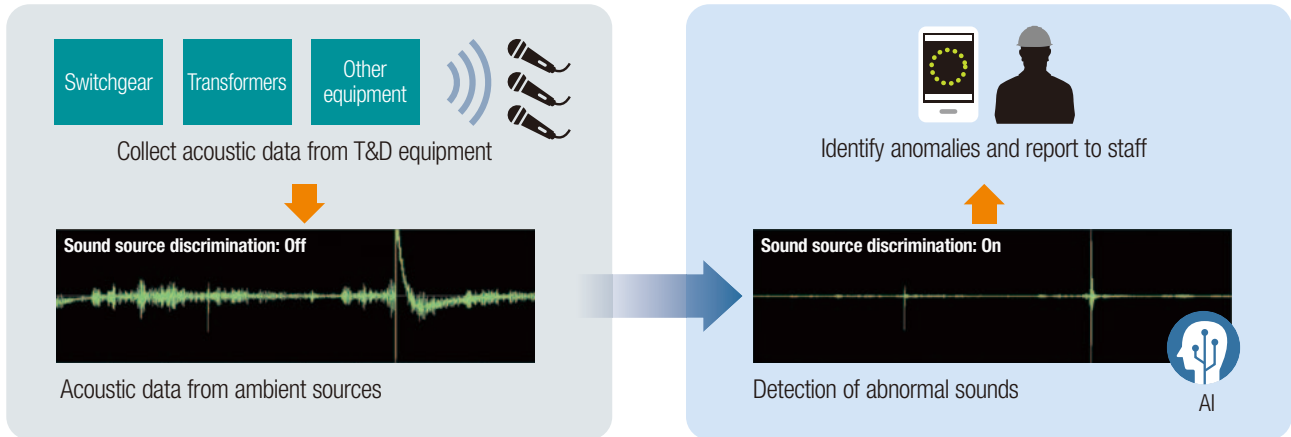 Switchgear
Transformers
Other
equipment
Collect acoustic data from T&D equipment
Sound source discrimination: Off
Acoustic data from ambient sources
Identify anomalies and report to staff
Sound source discrimination: On
Detection of abnormal sounds
AI